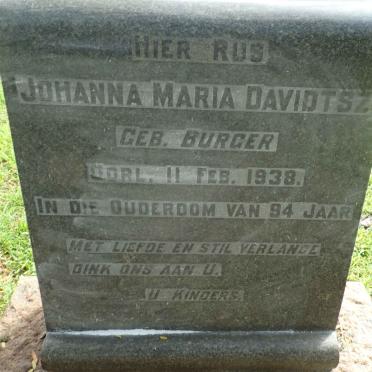 HIER RUS
JOHANNA MARIA DAVIDTSZ
GEB. BURGER
OORL. 11 FEB. 1938.
IN DIE OUDERDOM VAN 94 JAAR
MET LIEFDE EN STIL VERLANGE
DINK ONS AAN U.
U KINDERS.